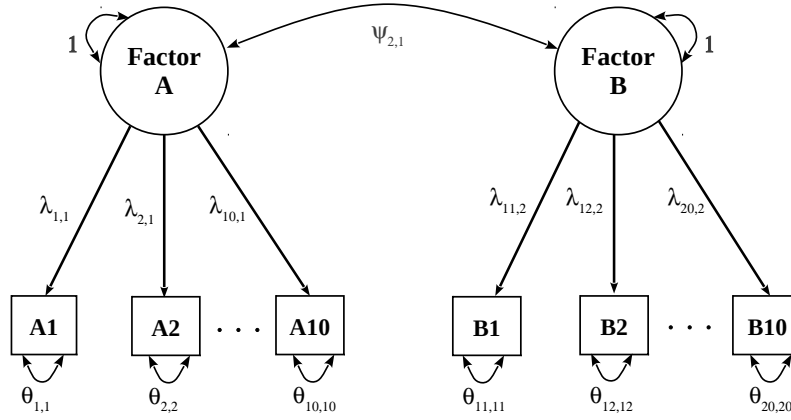 1
Factor
A
ψ2,1
Factor
B
1
λ1,1
λ2,1
λ10,1
λ11,2
λ12,2
λ20,2
A1
A2
. . .
A10
B1
B2
. . .
B10
θ1,1
θ2,2
θ10,10
θ11,11
θ12,12
θ20,20